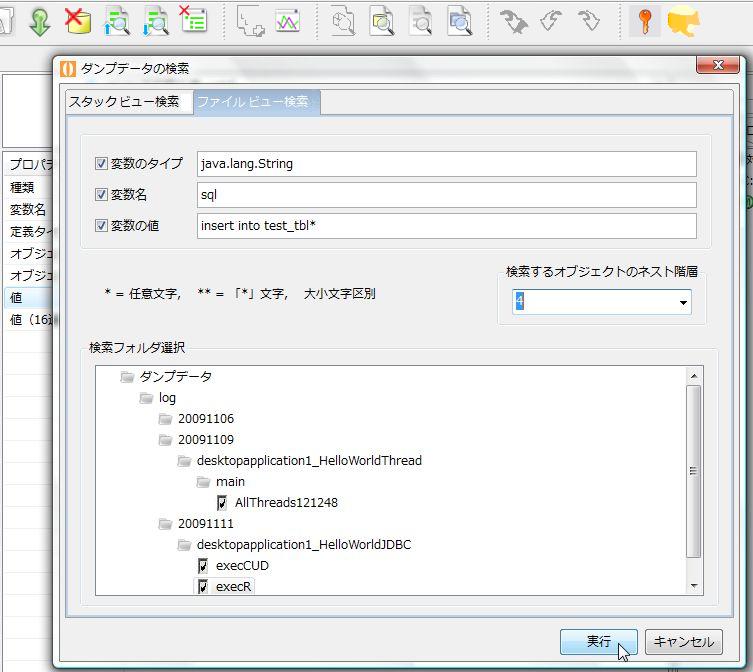 ダンプデータの検索
スタック ビュー検索 ファイル ビュー検索
プロパテ
種類
変数名
定義タイ
オブジェ
オブジェ
値
値（16進
変数のタイプ java.lang.String
変数名 sql
変数の値 insert into test_tbl*
* = 任意文字, ** = 「*」文字, 大小文字区別
検索するオブジェクトのネスト階層
4
検索フォルダ選択
ダンプデータ
log
20091106
20091109
desktopapplication1_HelloWorldThread
main
AllThreads121248
20091111
desktopapplication1_HelloWorldJDBC
execCUD
execR
実行 キャンセル